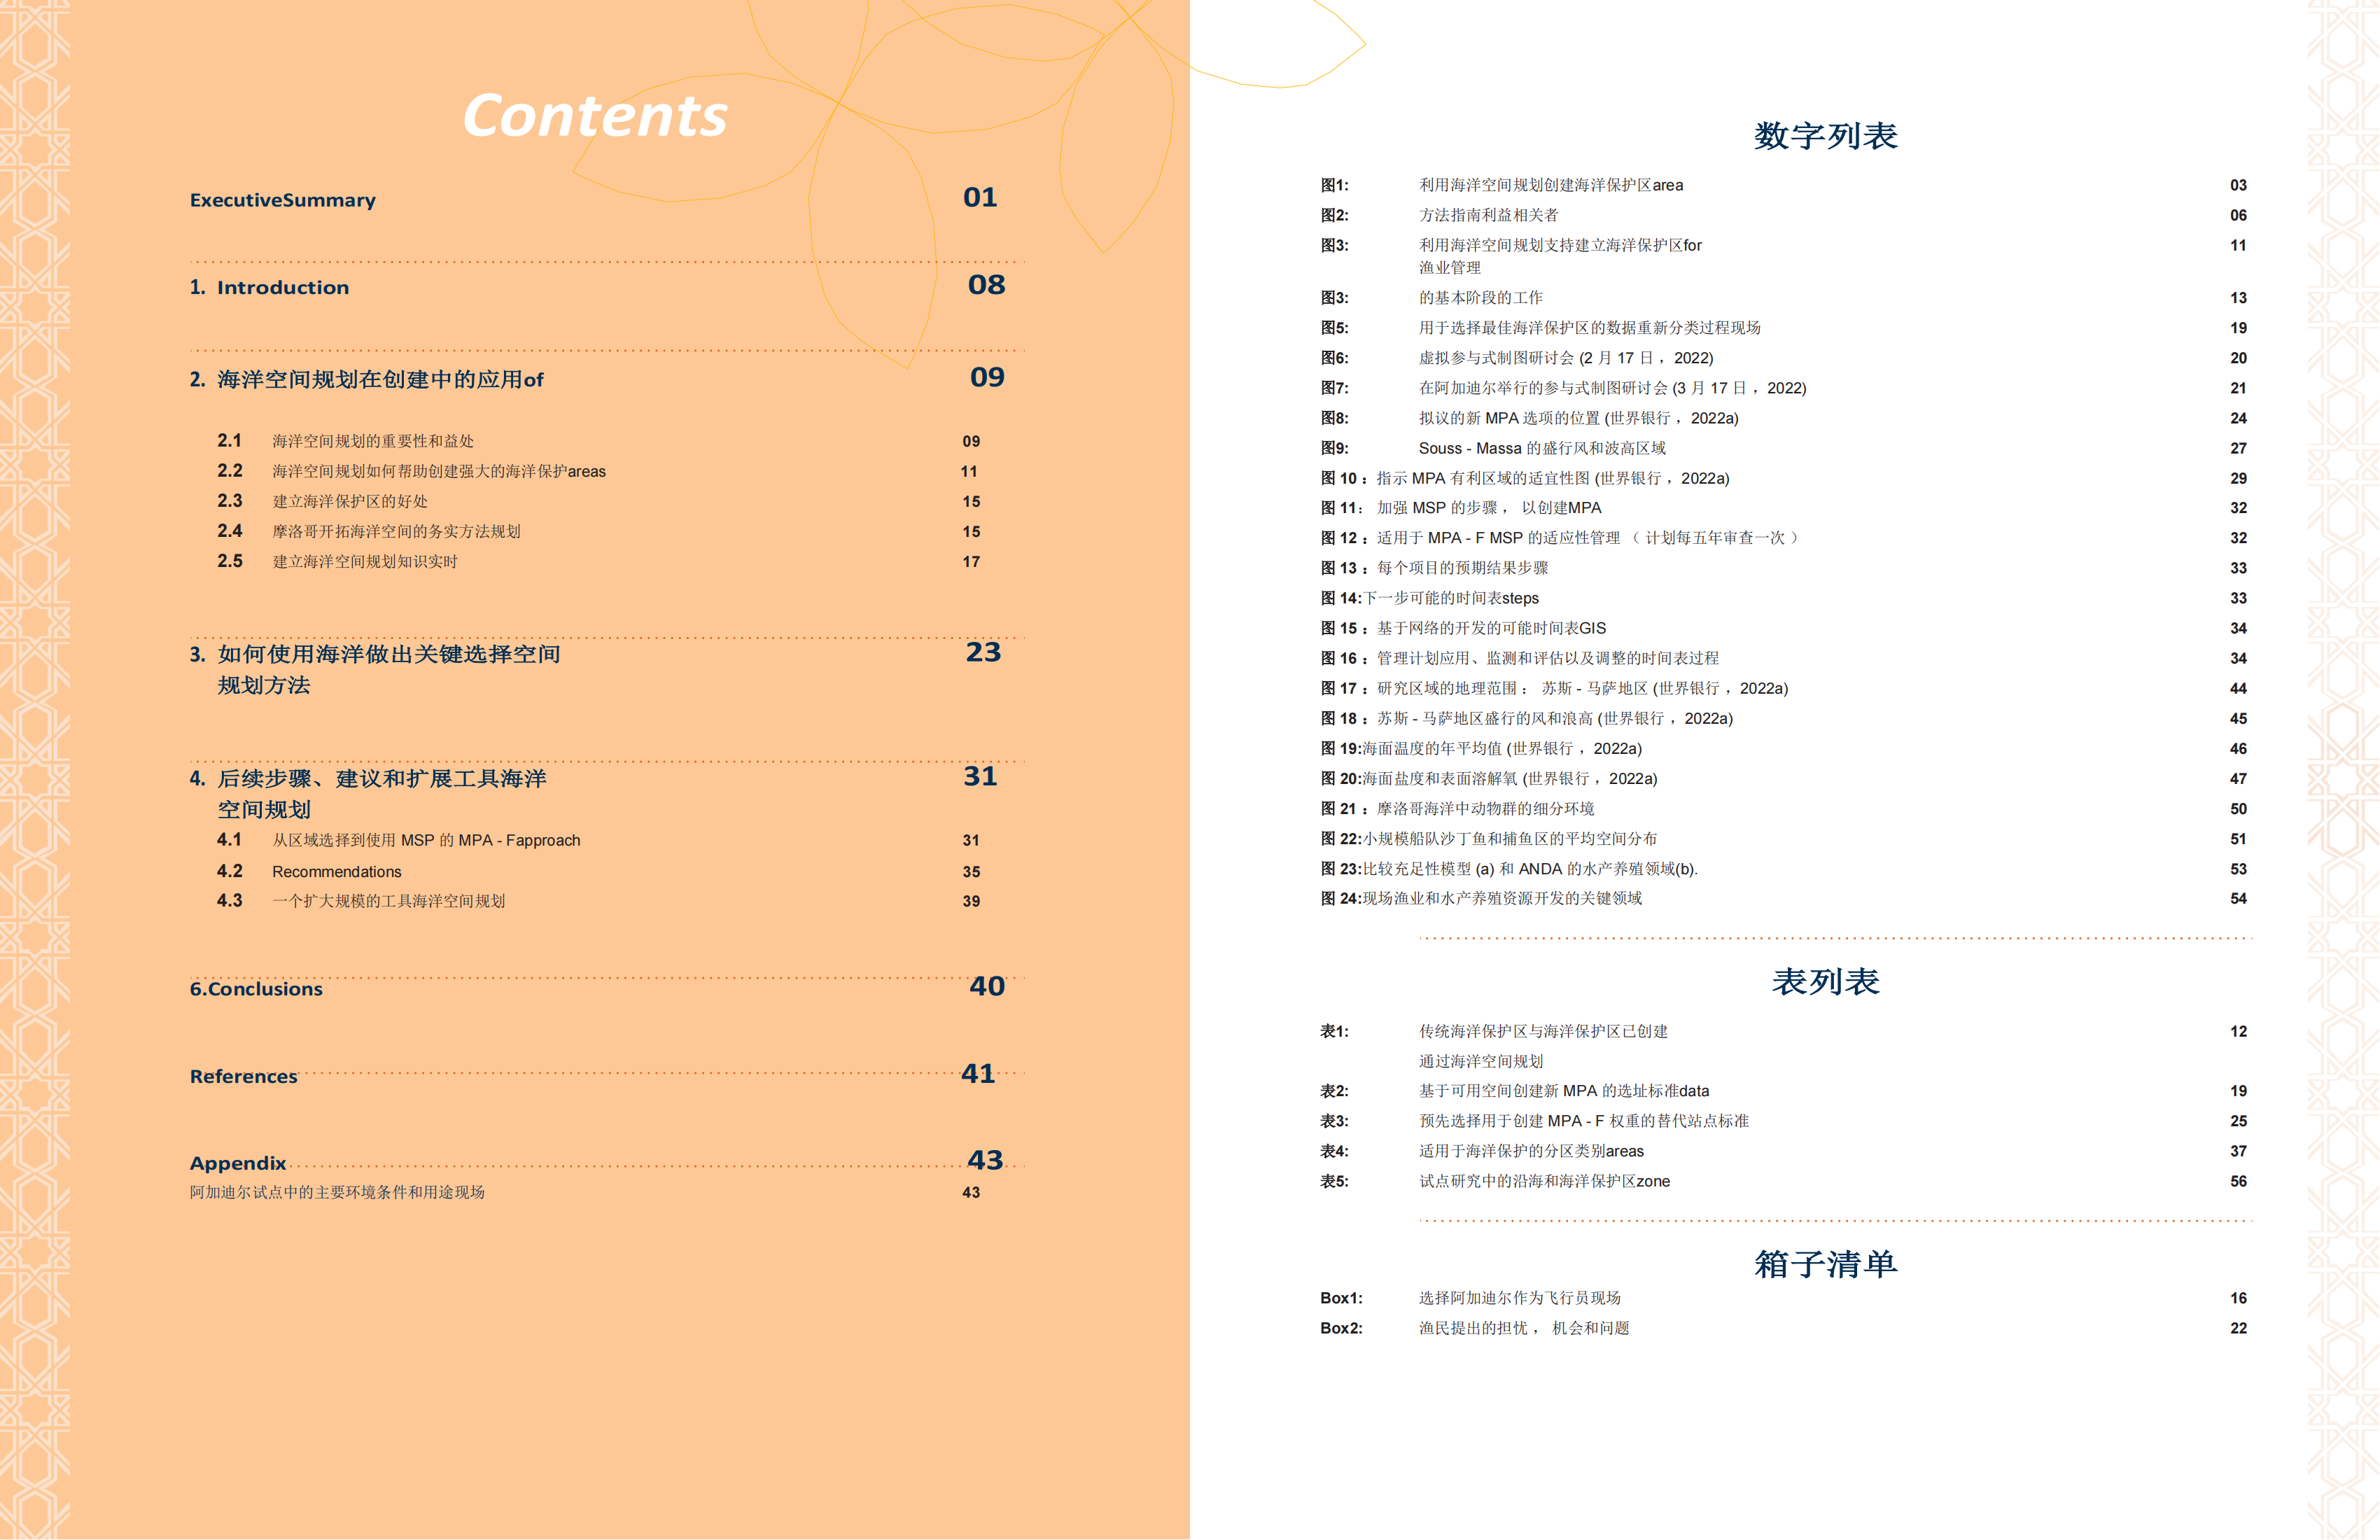 Contents
ExecutiveSummary 01
1. Introduction 08
2. 海洋空间规划在创建中的应用of 09
2.1 海洋空间规划的重要性和益处 09
2.2 海洋空间规划如何帮助创建强大的海洋保护areas 11
2.3 建立海洋保护区的好处 15
2.4 摩洛哥开拓海洋空间的务实方法规划 15
2.5 建立海洋空间规划知识实时 17
3. 如何使用海洋做出关键选择空间 23
规划方法
4. 后续步骤、建议和扩展工具海洋 31
空间规划
4.1 从区域选择到使用 MSP 的 MPA - Fapproach 31
4.2 Recommendations 35
4.3 一个扩大规模的工具海洋空间规划 39
6.Conclusions 40
References 41
Appendix 43
阿加迪尔试点中的主要环境条件和用途现场 43
数字列表
图1: 利用海洋空间规划创建海洋保护区area 03
图2: 方法指南利益相关者 06
图3: 利用海洋空间规划支持建立海洋保护区for 11
渔业管理
图3: 的基本阶段的工作 13
图5: 用于选择最佳海洋保护区的数据重新分类过程现场 19
图6: 虚拟参与式制图研讨会 (2 月 17 日 ，2022) 20
图7: 在阿加迪尔举行的参与式制图研讨会 (3 月 17 日 ，2022) 21
图8: 拟议的新 MPA 选项的位置 (世界银行 ，2022a) 24
图9: Souss - Massa 的盛行风和波高区域 27
图 10 ：指示 MPA 有利区域的适宜性图 (世界银行 ，2022a) 29
图 11： 加强 MSP 的步骤 ， 以创建MPA 32
图 12 ：适用于 MPA - F MSP 的适应性管理 （ 计划每五年审查一次 ） 32
图 13 ：每个项目的预期结果步骤 33
图 14:下一步可能的时间表steps 33
图 15 ：基于网络的开发的可能时间表GIS 34
图 16 ：管理计划应用、监测和评估以及调整的时间表过程 34
图 17 ：研究区域的地理范围 ： 苏斯 - 马萨地区 (世界银行 ，2022a) 44
图 18 ：苏斯 - 马萨地区盛行的风和浪高 (世界银行 ，2022a) 45
图 19:海面温度的年平均值 (世界银行 ，2022a) 46
图 20:海面盐度和表面溶解氧 (世界银行 ，2022a) 47
图 21 ：摩洛哥海洋中动物群的细分环境 50
图 22:小规模船队沙丁鱼和捕鱼区的平均空间分布 51
图 23:比较充足性模型 (a) 和 ANDA 的水产养殖领域(b). 53
图 24:现场渔业和水产养殖资源开发的关键领域 54
表列表
表1: 传统海洋保护区与海洋保护区已创建 12
通过海洋空间规划
表2: 基于可用空间创建新 MPA 的选址标准data 19
表3: 预先选择用于创建 MPA - F 权重的替代站点标准 25
表4: 适用于海洋保护的分区类别areas 37
表5: 试点研究中的沿海和海洋保护区zone 56
箱子清单
Box1: 选择阿加迪尔作为飞行员现场 16
Box2: 渔民提出的担忧 ， 机会和问题 22